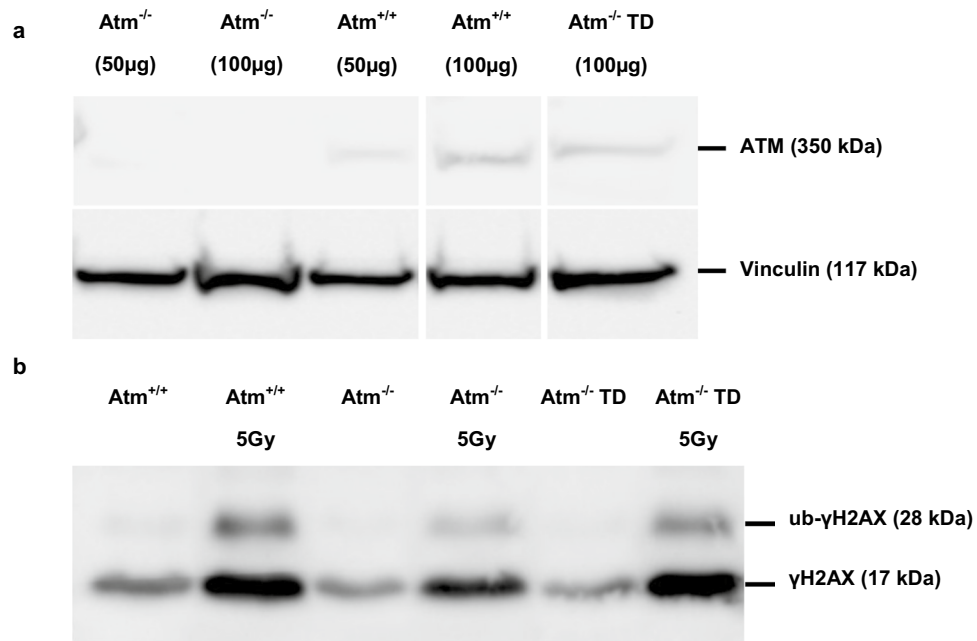 a
Atm⁻/⁻ Atm⁻/⁻ Atm⁺/⁺ Atm⁺/⁺ Atm⁻/⁻ TD
(50µg) (100µg) (50µg) (100µg) (100µg)
ATM (350 kDa)
Vinculin (117 kDa)
b
Atm⁺/⁺ Atm⁺/⁺ Atm⁻/⁻ Atm⁻/⁻ Atm⁻/⁻ TD Atm⁻/⁻ TD
5Gy 5Gy 5Gy
ub-γH2AX (28 kDa)
γH2AX (17 kDa)